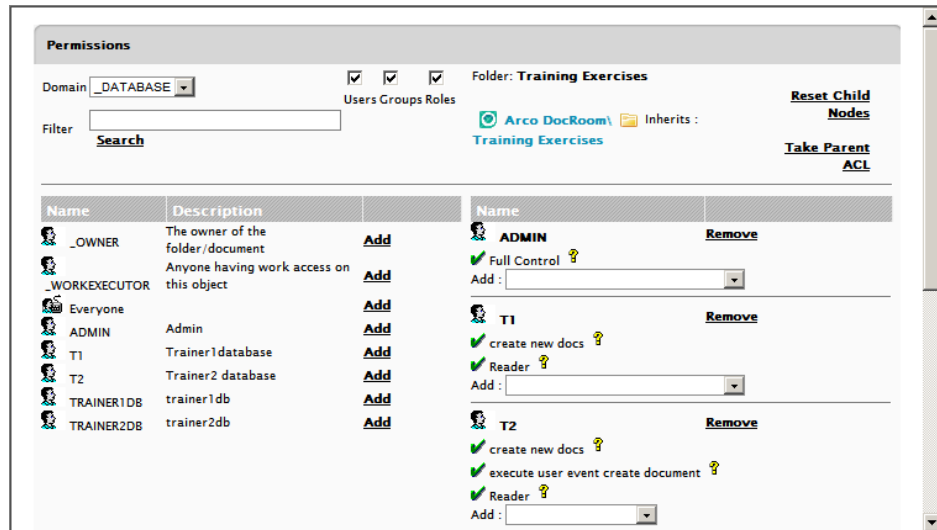 Permissions
Domain _DATABASE
Users Groups Roles
Filter
Search
Folder: Training Exercises
Arco DocRoom\ Inherits :
Training Exercises
Reset Child
Nodes
Take Parent
ACL
Name Description
_OWNER The owner of the
folder/document Add
_WORKEXECUTOR Anyone having work access on
this object Add
Everyone Add
ADMIN Admin Add
T1 Trainer1database Add
T2 Trainer2 database Add
TRAINER1DB trainer1db Add
TRAINER2DB trainer2db Add
Name
ADMIN Remove
Full Control ?
Add :
T1 Remove
create new docs ?
Reader ?
Add :
T2 Remove
create new docs ?
execute user event create document ?
Reader ?
Add :